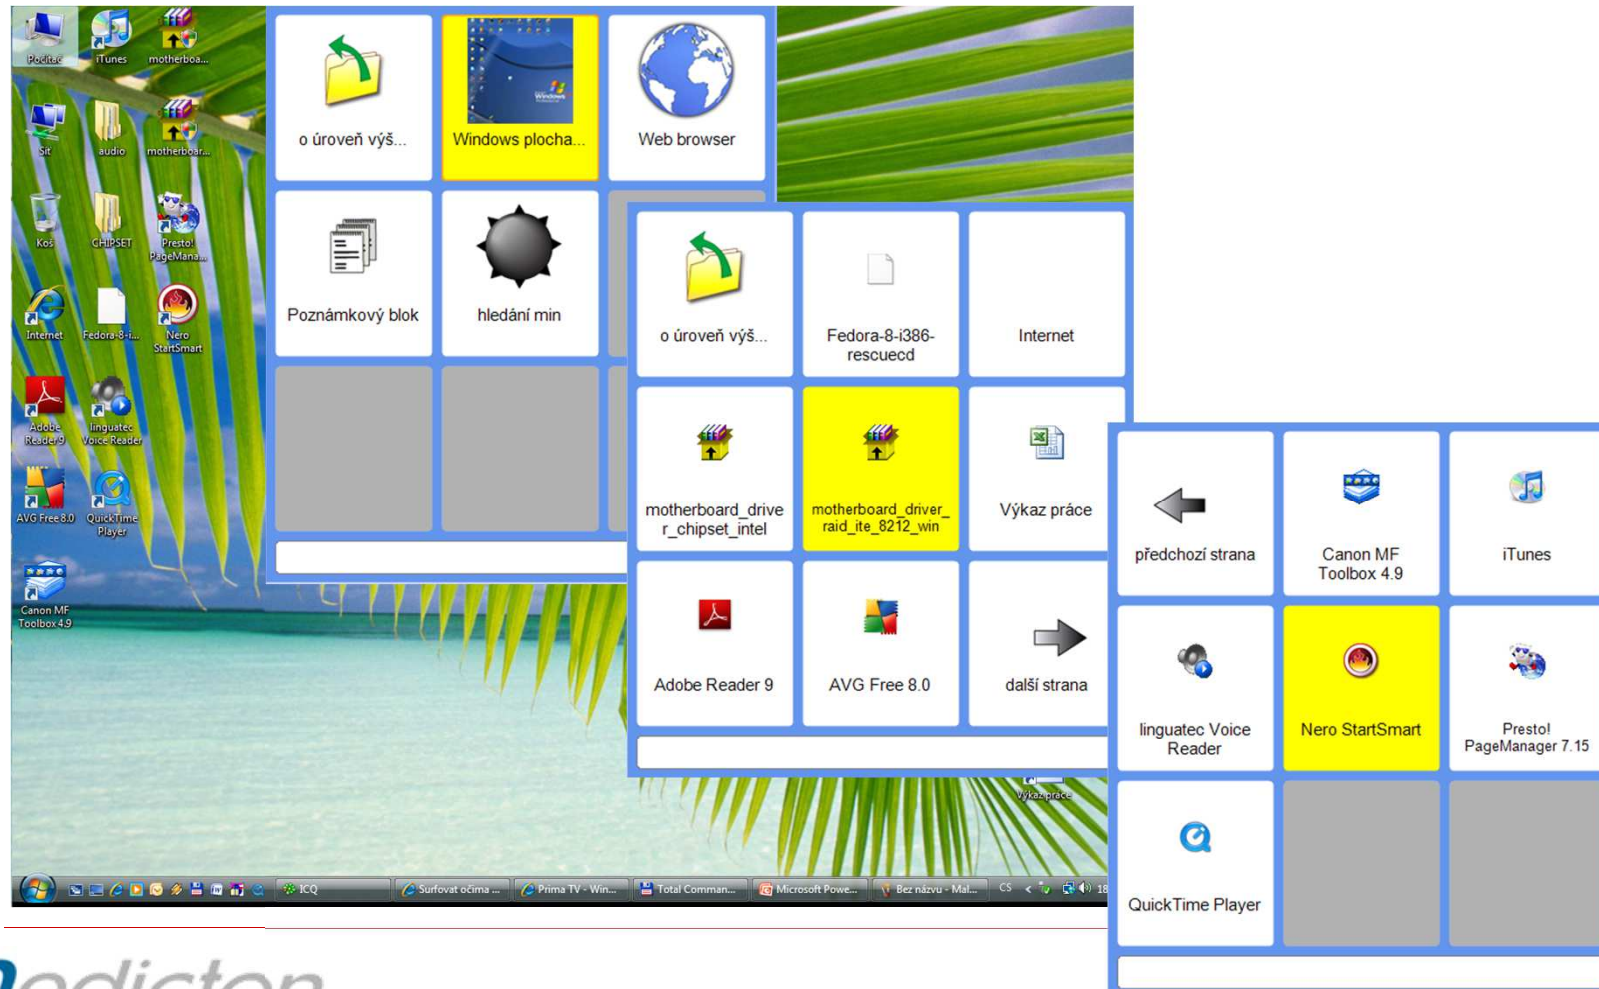 Počítač
iTunes
motherboa...
Síť
audio
motherboar...
Koš
CHIPSET
Presto!
PageMana...
Internet
Fedora-8-i...
Nero
StartSmart
Adobe
Reader 9
linguatec
Voice Reader
AVG Free 8.0
QuickTime
Player
Canon MF
Toolbox 4.9
o úroveň výš...
Windows plocha...
Web browser
Poznámkový blok
hledání min
o úroveň výš...
Fedora-8-i386-
rescuecd
Internet
motherboard_drive
r_chipset_intel
motherboard_driver_
raid_ite_8212_win
Výkaz práce
Adobe Reader 9
AVG Free 8.0
další strana
předchozí strana
Canon MF
Toolbox 4.9
iTunes
linguatec Voice
Reader
Nero StartSmart
Presto!
PageManager 7.15
QuickTime Player
Výkaz práce
ICQ
Surfovat očima ...
Prima TV - Win...
Total Comman...
Microsoft Powe...
Bez názvu - Mal...
CS
18